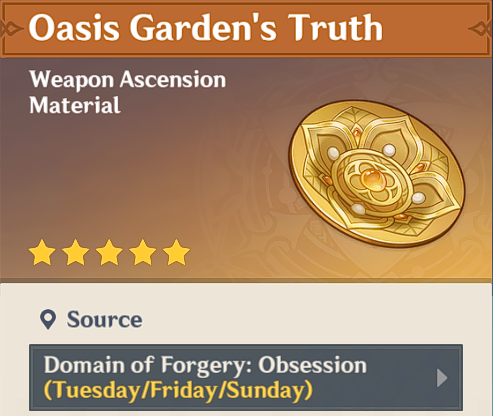 Oasis Garden's Truth
Weapon Ascension
Material
Source
Domain of Forgery: Obsession
(Tuesday/Friday/Sunday)